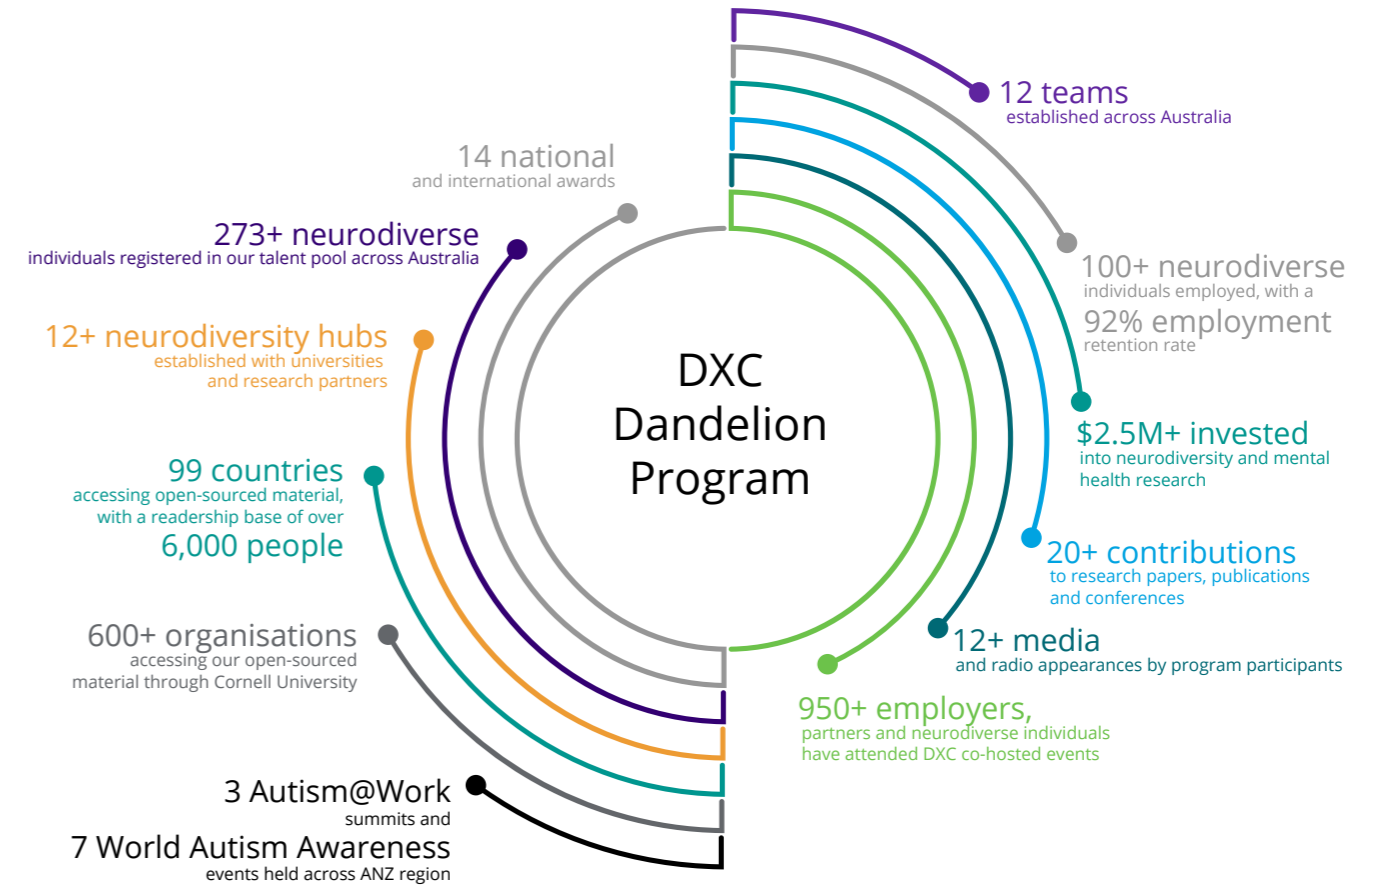 DXC
Dandelion
Program
12 teams
established across Australia
100+ neurodiverse
individuals employed, with a
92% employment
retention rate
$2.5M+ invested
into neurodiversity and mental
health research
20+ contributions
to research papers, publications
and conferences
12+ media
and radio appearances by program participants
950+ employers,
partners and neurodiverse individuals
have attended DXC co-hosted events
14 national
and international awards
273+ neurodiverse
individuals registered in our talent pool across Australia
12+ neurodiversity hubs
established with universities
and research partners
99 countries
accessing open-sourced material,
with a readership base of over
6,000 people
600+ organisations
accessing our open-sourced
material through Cornell University
3 Autism@Work
summits and
7 World Autism Awareness
events held across ANZ region